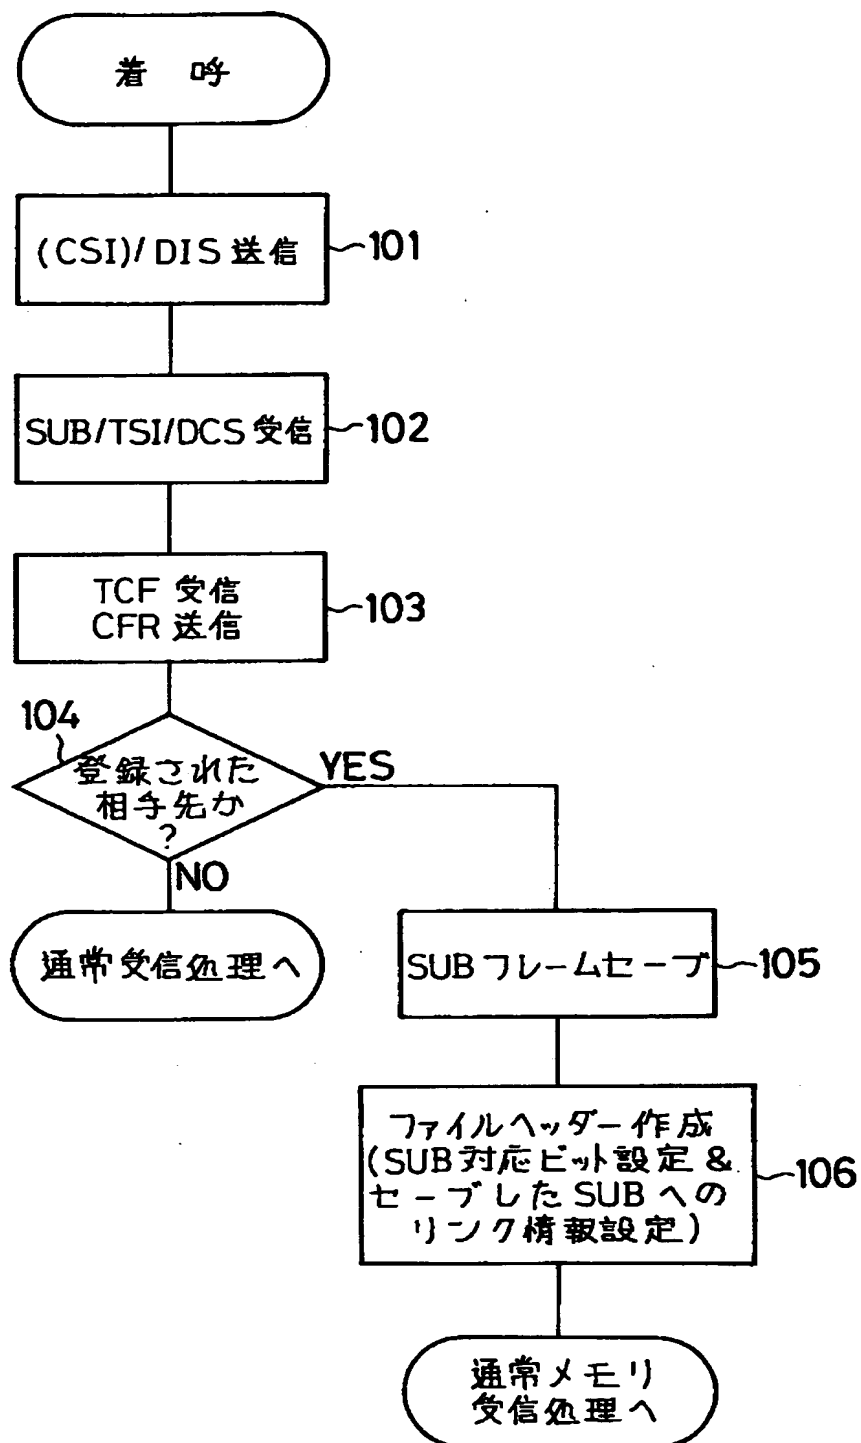 着 呼
(CSI)/DIS 送信
101
SUB/TSI/DCS 受信
102
TCF 受信
CFR 送信
103
104
登録された
相手先か
?
YES
NO
通常受信処理へ
SUBフレームセーブ
105
ファイルヘッダー作成
(SUB対応ビット設定&
セーブしたSUBへの
リンク情報設定)
106
通常メモリ
受信処理へ